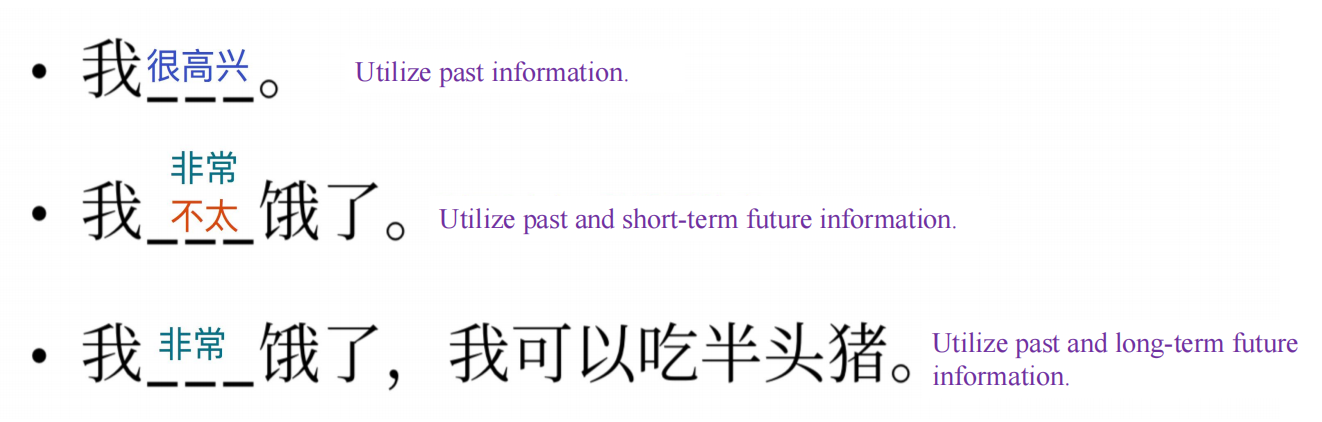 • 我很高兴___。 Utilize past information.
非常
• 我不太___饿了。 Utilize past and short-term future information.
• 我非常___饿了，我可以吃半头猪。 Utilize past and long-term future
information.